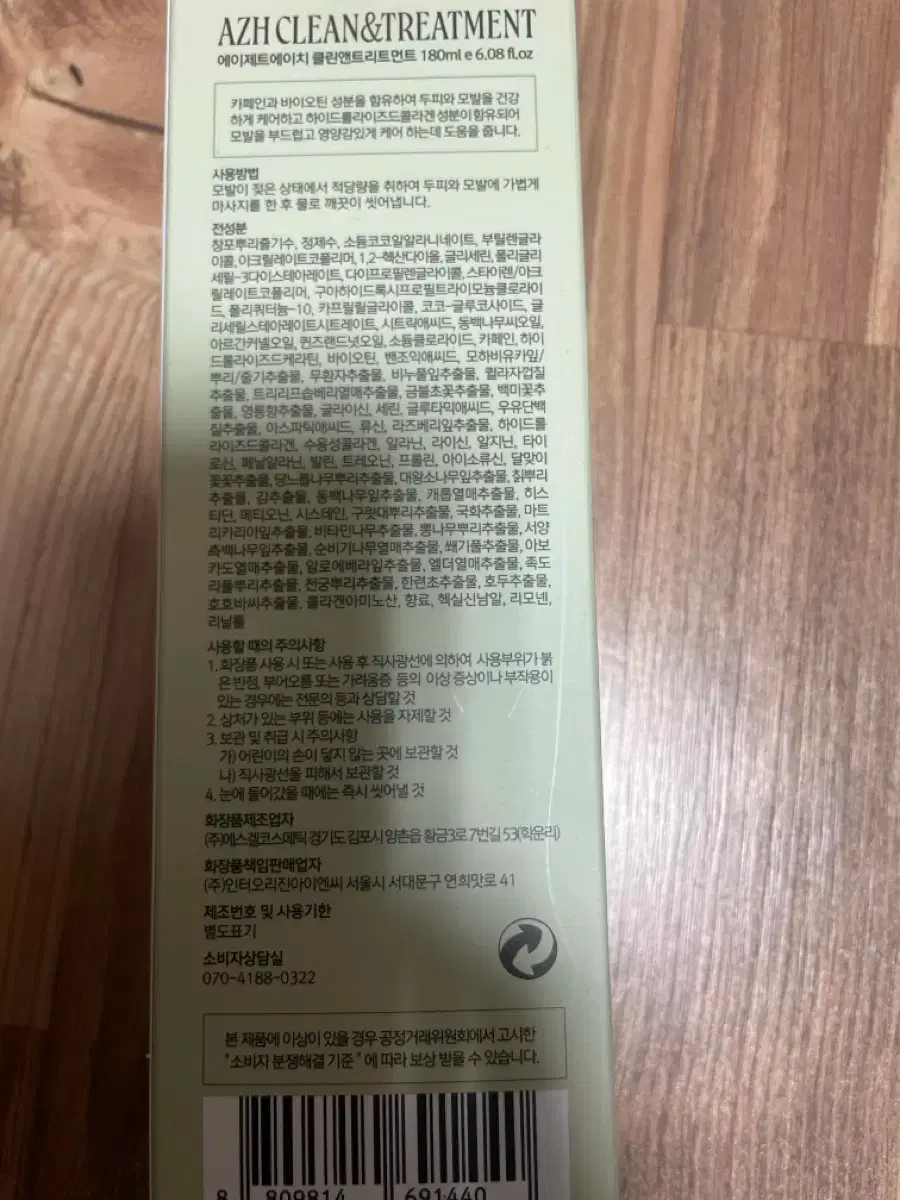 AZH CLEAN&TREATMENT
에이제트에이치 클린앤트리트먼트 180ml e 6.08 fl.oz
카페인과 바이오틴 성분을 함유하여 두피와 모발을 건강
하게 케어하고 하이드롤라이즈드콜라겐 성분이 함유되어
모발을 부드럽고 영양감있게 케어 하는데 도움을 줍니다.
사용방법
모발이 젖은 상태에서 적당량을 취하여 두피와 모발에 가볍게
마사지를 한 후 물로 깨끗이 씻어냅니다.
전성분
창포뿌리줄기수, 정제수, 소듐코코일알라니네이트, 부틸렌글라
이콜, 아크릴레이트코폴리머, 1,2-헥산다이올, 글리세린, 폴리글리
세릴-3다이스테아레이트, 다이프로필렌글라이콜, 스타이렌/아크
릴레이트코폴리머, 구아하이드록시프로필트라이모늄클로라이
드, 폴리쿼터늄-10, 카프릴릴글라이콜, 코코-글루코사이드, 글
리세릴스테아레이트시트레이트, 시트릭애씨드, 동백나무씨오일,
아르간커넬오일, 퀸즈랜드넛오일, 소듐클로라이드, 카페인, 하이
드롤라이즈드케라틴, 바이오틴, 벤조익애씨드, 모하비유카잎/
뿌리/줄기추출물, 무환자추출물, 비누풀잎추출물, 퀼라자껍질
추출물, 트리리프습베리열매추출물, 금불초꽃추출물, 백미꽃추
출물, 영릉향추출물, 글라이신, 세린, 글루타믹애씨드, 우유단백
질추출물, 아스파틱애씨드, 류신, 라즈베리잎추출물, 하이드롤
라이즈드콜라겐, 수용성콜라겐, 알라닌, 라이신, 알지닌, 타이
로신, 페닐알라닌, 발린, 트레오닌, 프롤린, 아이소류신, 달맞이
꽃꽃추출물, 당느릅나무뿌리추출물, 대왕소나무잎추출물, 칡뿌리
추출물, 감추출물, 동백나무잎추출물, 캐롭열매추출물, 히스
티딘, 메티오닌, 시스테인, 구릿대뿌리추출물, 국화추출물, 마트
리카리아잎추출물, 비타민나무추출물, 뽕나무뿌리추출물, 서양
측백나무잎추출물, 순비기나무열매추출물, 쐐기풀추출물, 아보
카도열매추출물, 알로에베라잎추출물, 엘더열매추출물, 족도
리풀뿌리추출물, 천궁뿌리추출물, 한련초추출물, 호두추출물,
호호바씨추출물, 콜라겐아미노산, 향료, 헥실신남알, 리모넨,
리날룰
사용할 때의 주의사항
1. 화장품 사용 시 또는 사용 후 직사광선에 의하여 사용부위가 붉
은 반점, 부어오름 또는 가려움증 등의 이상 증상이나 부작용이
있는 경우에는 전문의 등과 상담할 것
2. 상처가 있는 부위 등에는 사용을 자제할 것
3. 보관 및 취급 시 주의사항
가) 어린이의 손이 닿지 않는 곳에 보관할 것
나) 직사광선을 피해서 보관할 것
4. 눈에 들어갔을 때에는 즉시 씻어낼 것
화장품제조업자
(주)에스겔코스메틱 경기도 김포시 양촌읍 황금3로 7번길 53(학운리)
화장품책임판매업자
(주)인터오리진아이엔씨 서울시 서대문구 연희맛로 41
제조번호 및 사용기한
별도표기
소비자상담실
070-4188-0322
본 제품에 이상이 있을 경우 공정거래위원회에서 고시한
"소비지 분쟁해결 기준"에 따라 보상 받을 수 있습니다.
8 809814 691440